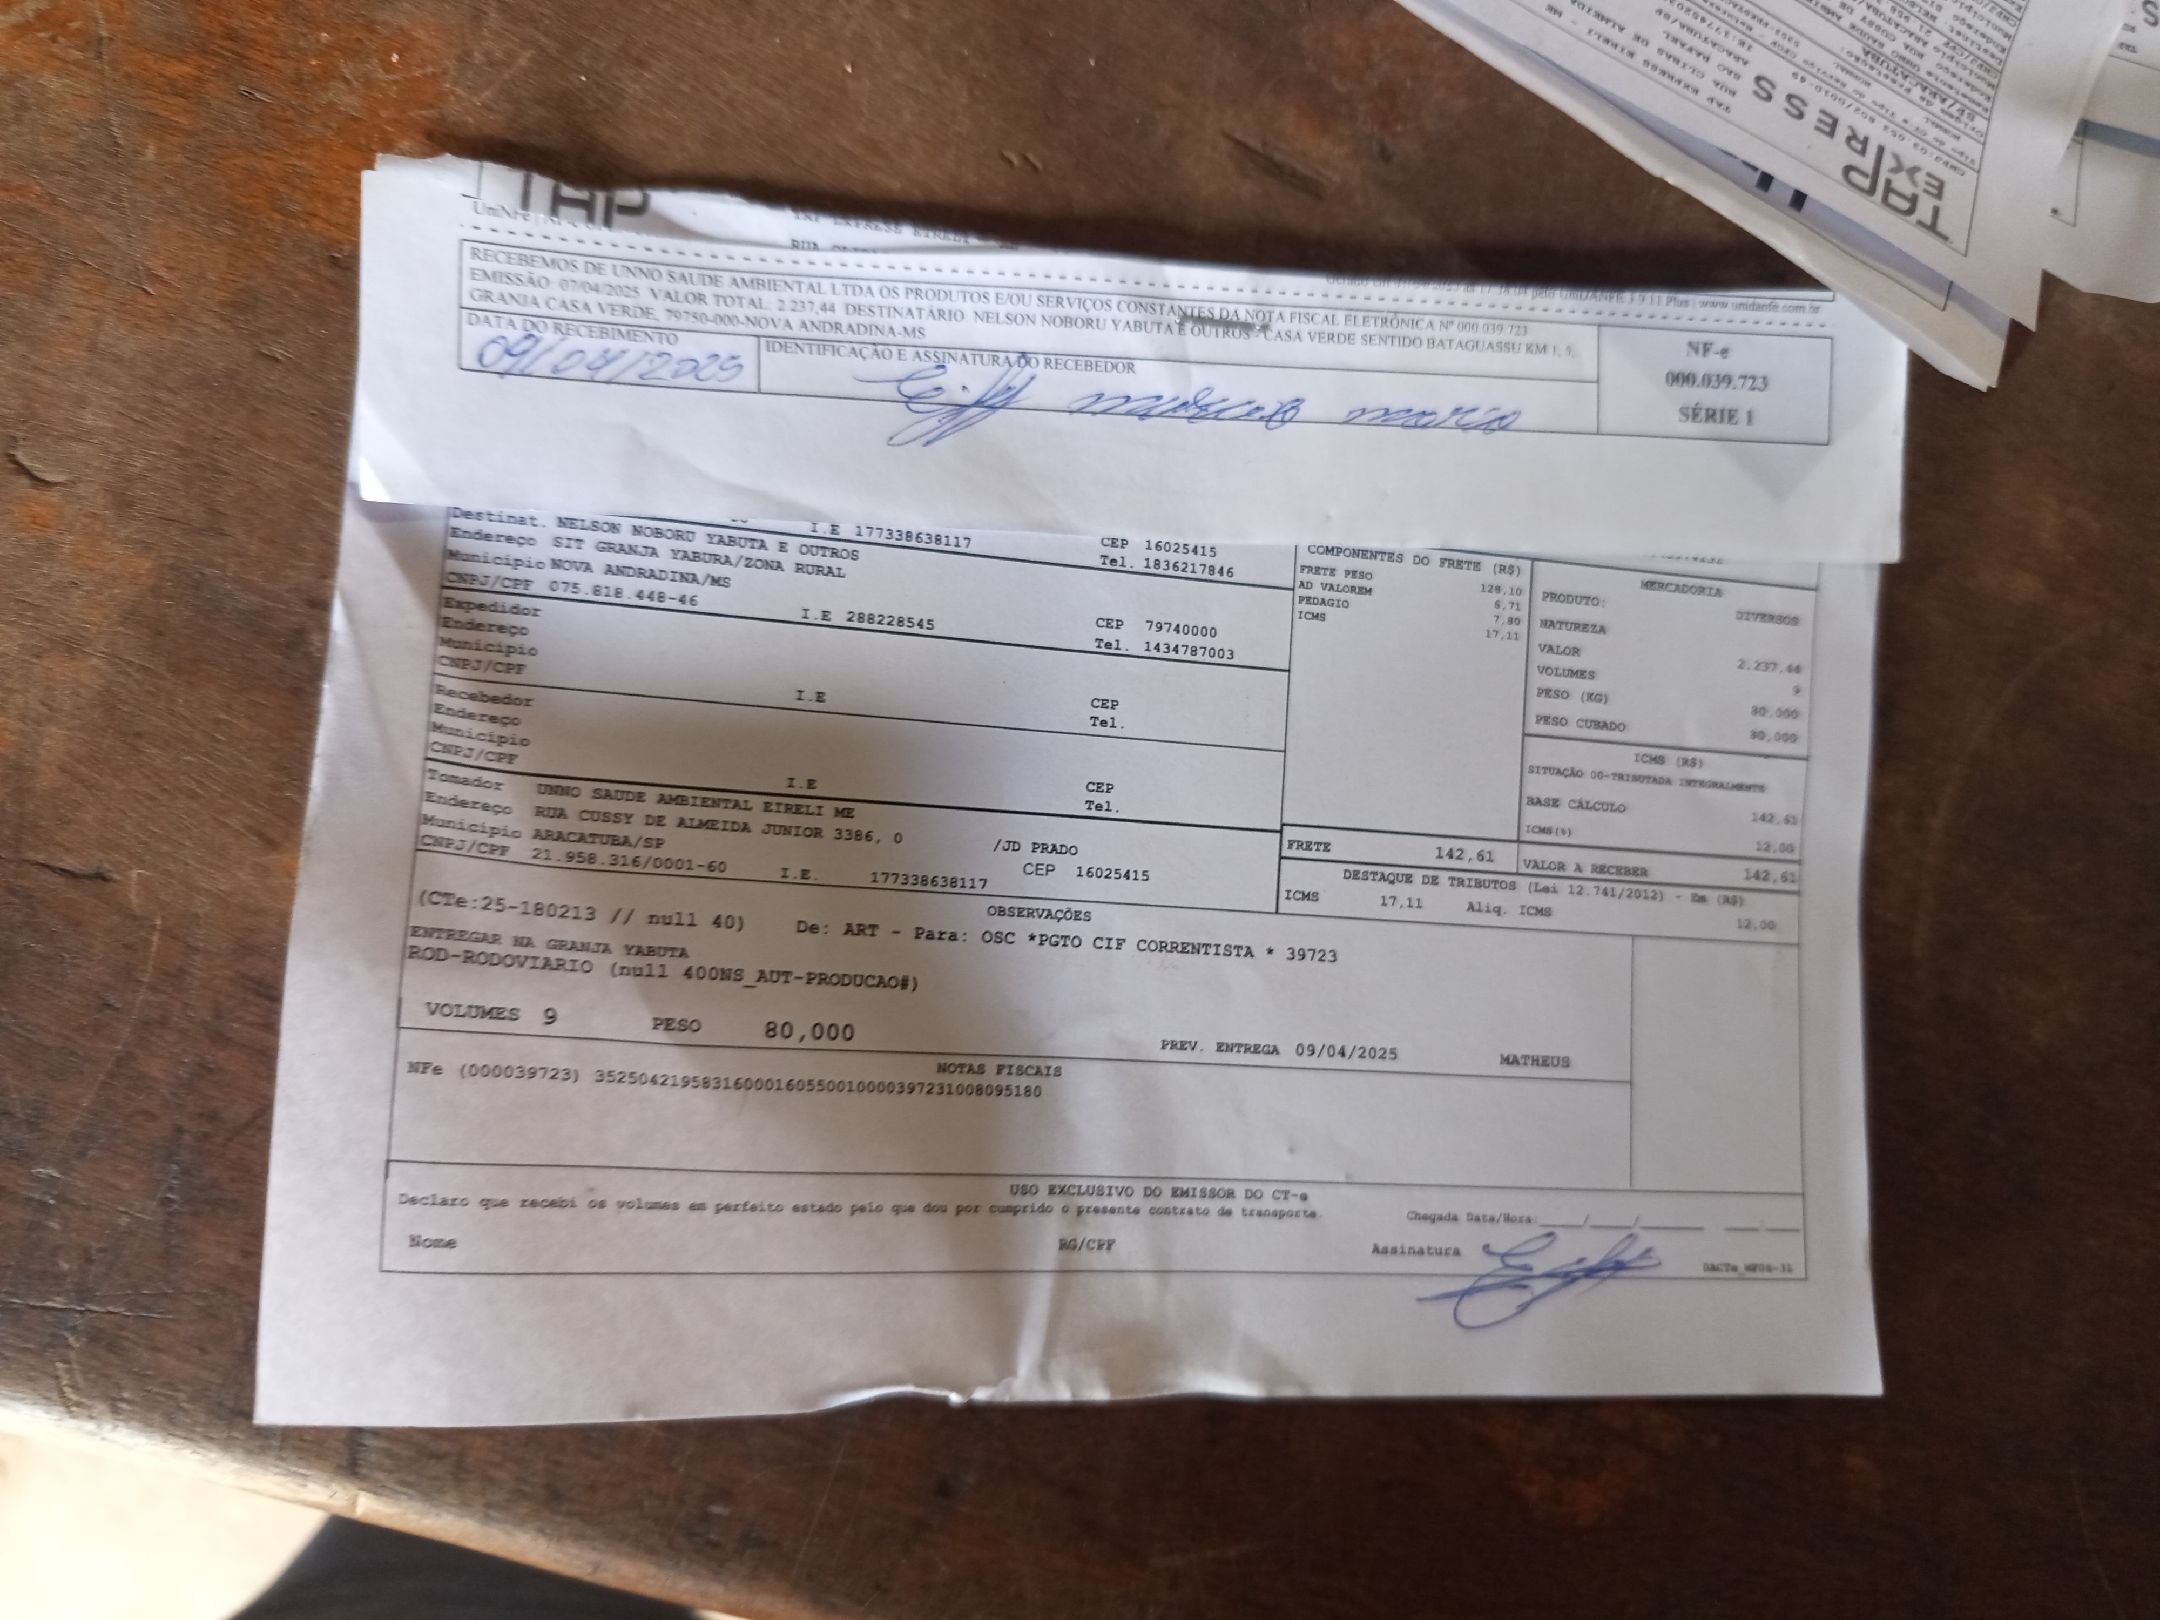 TAP
EXPRESS
TAP EXPRESS EIRELI - ME
RECEBEMOS DE UNNO SAUDE AMBIENTAL LTDA OS PRODUTOS E/OU SERVIÇOS CONSTANTES DA NOTA FISCAL ELETRÔNICA Nº 000.039.723
EMISSÃO: 07/04/2025 VALOR TOTAL: 2.237,44 DESTINATÁRIO: NELSON NOBORU YABUTA E OUTROS - CASA VERDE SENTIDO BATAGUASSU KM 1, 5,
GRANJA CASA VERDE, 79750-000-NOVA ANDRADINA-MS
DATA DO RECEBIMENTO
09/04/2025
IDENTIFICAÇÃO E ASSINATURA DO RECEBEDOR
NF-e
000.039.723
SÉRIE 1
I.E 177338638117 CEP 16025415
Tel. 1836217846
Destinat. NELSON NOBORU YABUTA E OUTROS
Endereço SIT GRANJA YABURA/ZONA RURAL
Município NOVA ANDRADINA/MS CEP 79740000
CNPJ/CPF 075.818.448-46 I.E 288228545 Tel. 1434787003
Expedidor
Endereço
Município CEP
CNPJ/CPF I.E Tel.
Recebedor
Endereço
Município CEP
CNPJ/CPF I.E Tel.
Tomador UNNO SAUDE AMBIENTAL EIRELI ME
Endereço RUA CUSSY DE ALMEIDA JUNIOR 3386, 0 /JD PRADO
Município ARACATUBA/SP CEP 16025415
CNPJ/CPF 21.958.316/0001-60 I.E. 177338638117
COMPONENTES DO FRETE (R$)
FRETE PESO 128,10
AD VALOREM 6,71
PEDAGIO 7,80
ICMS 17,11
MERCADORIA
PRODUTO: DIVERSOS
NATUREZA
VALOR 2.237,44
VOLUMES 9
PESO (KG) 80,000
PESO CUBADO 80,000
ICMS (R$)
SITUAÇÃO 00-TRIBUTADA INTEGRALMENTE
BASE CÁLCULO 142,61
ICMS(%) 12,00
FRETE 142,61 VALOR A RECEBER 142,61
DESTAQUE DE TRIBUTOS (Lei 12.741/2012) - Em (R$)
ICMS 17,11 Aliq. ICMS 12,00
OBSERVAÇÕES
(CTe:25-180213 // null 40) De: ART - Para: OSC *PGTO CIF CORRENTISTA * 39723
ENTREGAR NA GRANJA YABUTA
ROD-RODOVIARIO (null 400NS_AUT-PRODUCAO#)
VOLUMES 9 PESO 80,000 PREV. ENTREGA 09/04/2025 MATHEUS
NOTAS FISCAIS
NFe (000039723) 35250421958316000160550010000397231008095180
USO EXCLUSIVO DO EMISSOR DO CT-e
Declaro que recebi os volumes em perfeito estado pelo que dou por cumprido o presente contrato de transporte.
Chegada Data/Hora:
Nome RG/CPF Assinatura